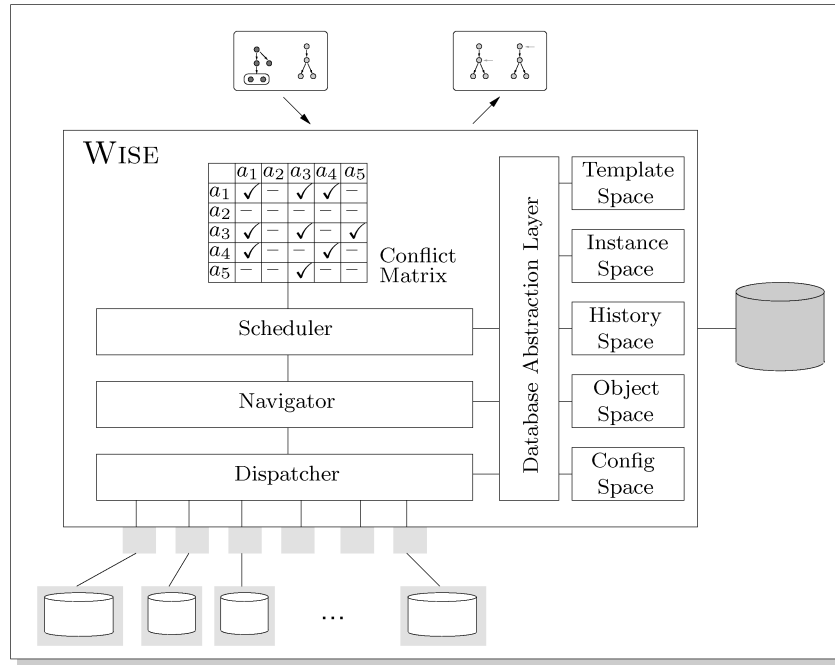 WISE
a1 a2 a3 a4 a5
a1 ✓ – ✓ ✓ –
a2 – – – – –
a3 ✓ – ✓ – ✓
a4 ✓ – – ✓ –
a5 – – ✓ – –
Conflict
Matrix
Scheduler
Navigator
Dispatcher
Database Abstraction Layer
Template
Space
Instance
Space
History
Space
Object
Space
Config
Space
...